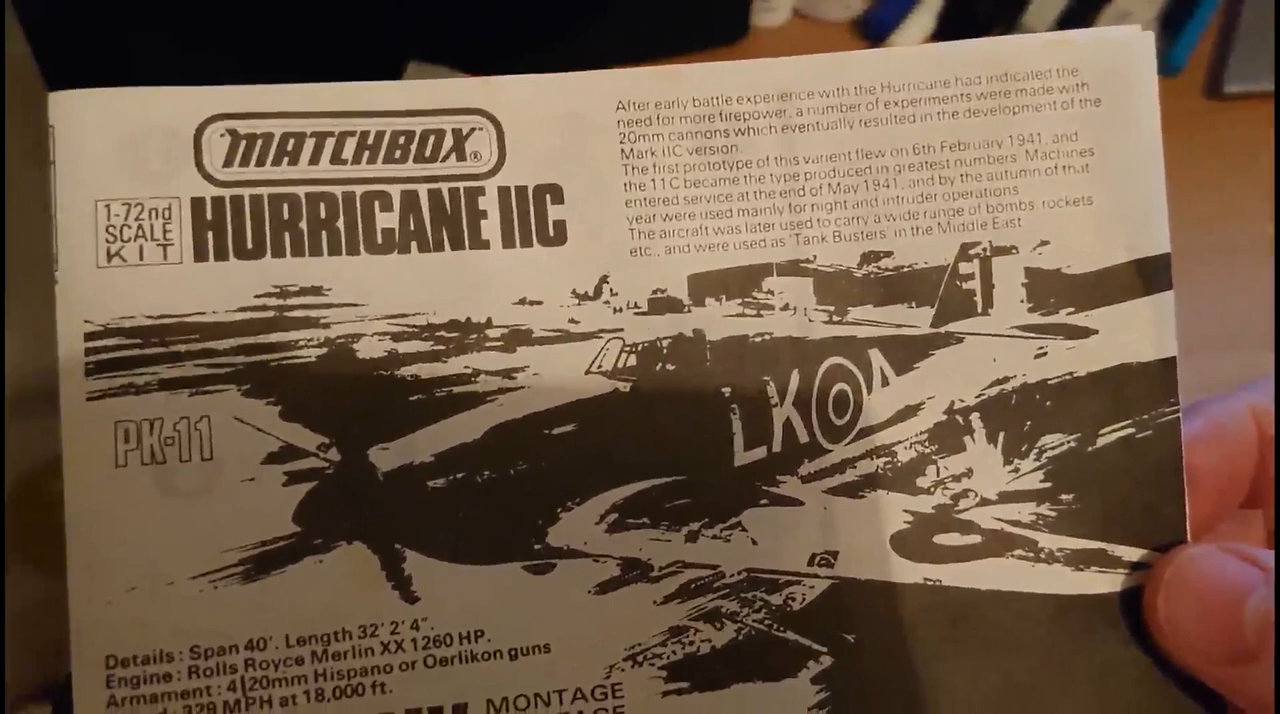 "MATCHBOX"®
1-72nd
SCALE
KIT
HURRICANE IIC
After early battle experience with the Hurricane had indicated the
need for more firepower, a number of experiments were made with
20mm cannons which eventually resulted in the development of the
Mark IIC version.
The first prototype of this varient flew on 6th February 1941, and
the 11C became the type produced in greatest numbers. Machines
entered service at the end of May 1941, and by the autumn of that
year were used mainly for night and intruder operations
The aircraft was later used to carry a wide range of bombs, rockets
etc., and were used as 'Tank Busters' in the Middle East
LK A
PK-11
Details: Span 40'. Length 32' 2' 4".
Engine: Rolls Royce Merlin XX 1260 HP.
Armament: 4 20mm Hispano or Oerlikon guns
: 329 MPH at 18,000 ft.
MONTAGE